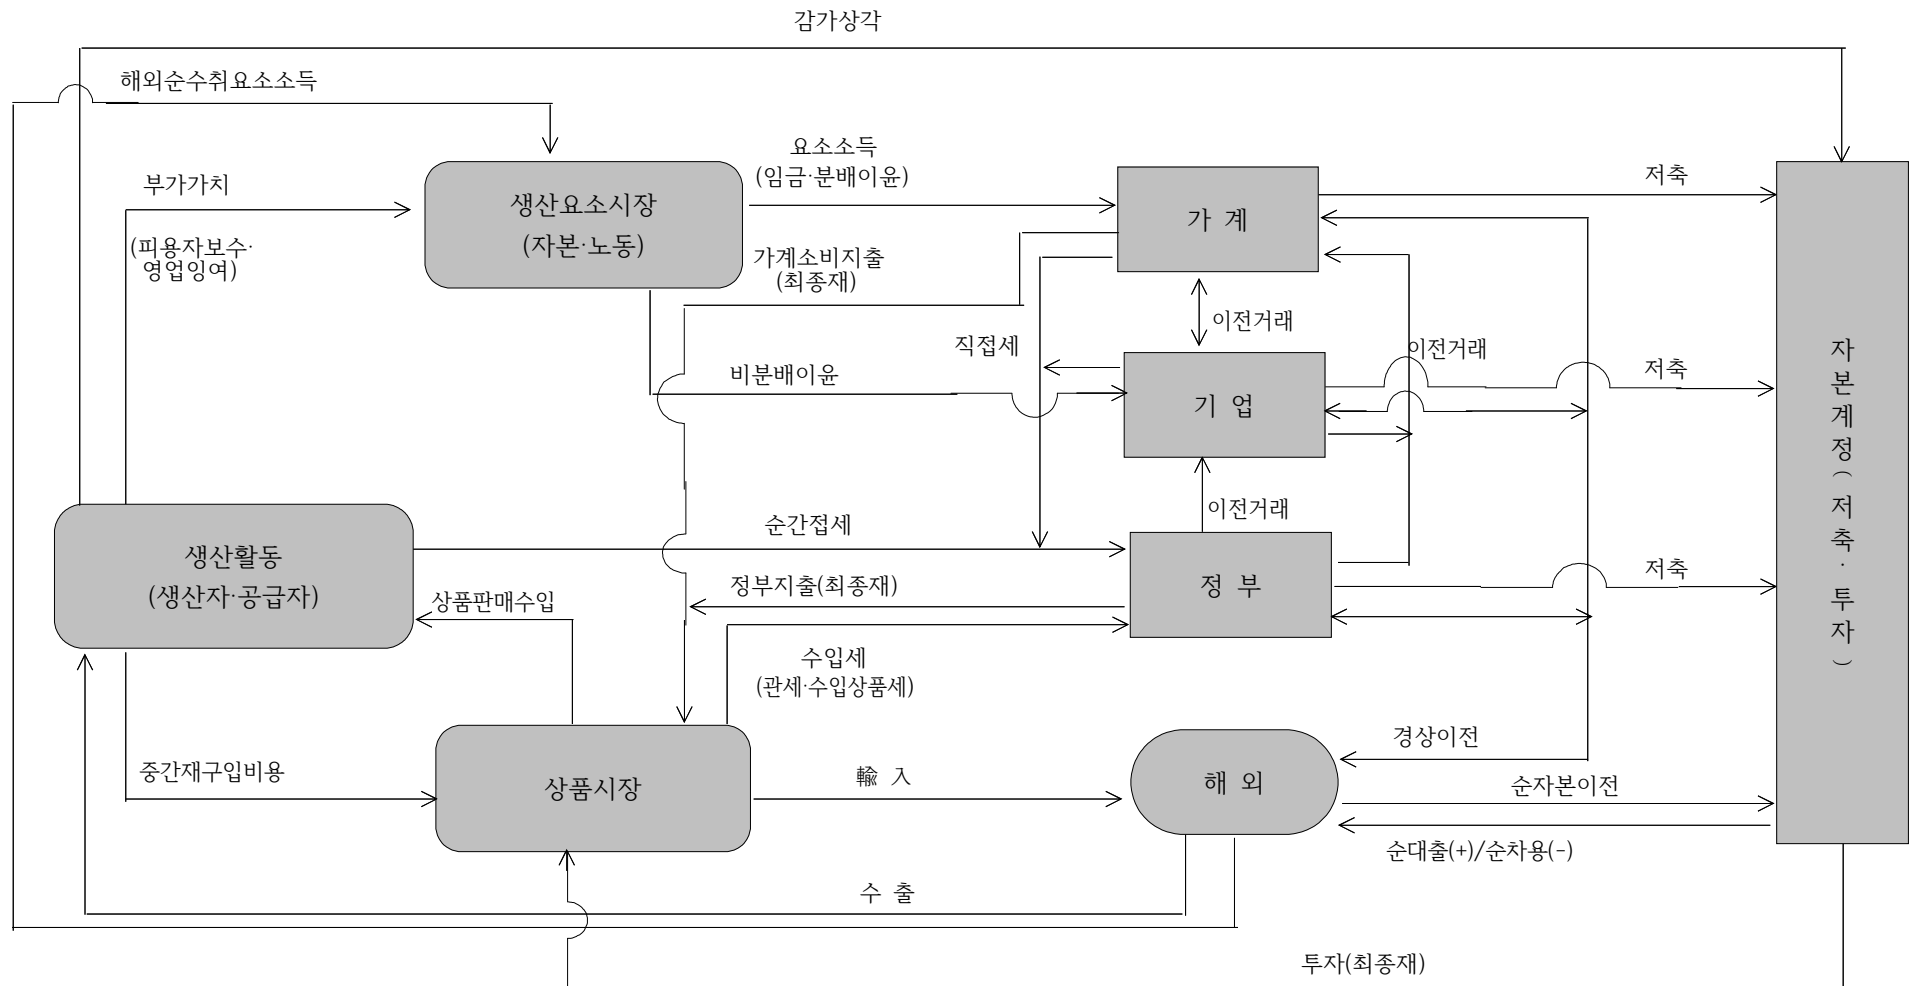 감가상각
해외순수취요소소득
요소소득
(임금·분배이윤)
저축
부가가치
생산요소시장
(자본·노동)
가 계
(피용자보수·
영업잉여)
가계소비지출
(최종재)
이전거래
직접세
이전거래
비분배이윤
기 업
저축
자본계정(저축·투자)
이전거래
순간접세
생산활동
(생산자·공급자)
정부지출(최종재)
정 부
저축
상품판매수입
수입세
(관세·수입상품세)
경상이전
중간재구입비용
상품시장
輸 入
해 외
순자본이전
순대출(+)/순차용(-)
수 출
투자(최종재)